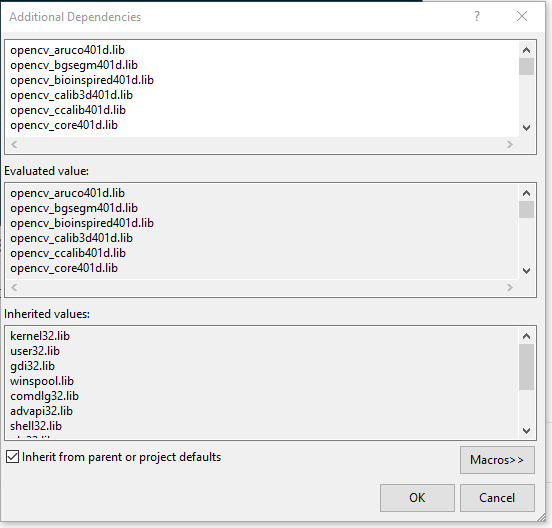 Additional Dependencies
opencv_aruco401d.lib
opencv_bgsegm401d.lib
opencv_bioinspired401d.lib
opencv_calib3d401d.lib
opencv_ccalib401d.lib
opencv_core401d.lib
Evaluated value:
opencv_aruco401d.lib
opencv_bgsegm401d.lib
opencv_bioinspired401d.lib
opencv_calib3d401d.lib
opencv_ccalib401d.lib
opencv_core401d.lib
Inherited values:
kernel32.lib
user32.lib
gdi32.lib
winspool.lib
comdlg32.lib
advapi32.lib
shell32.lib
Inherit from parent or project defaults
Macros>>
OK Cancel